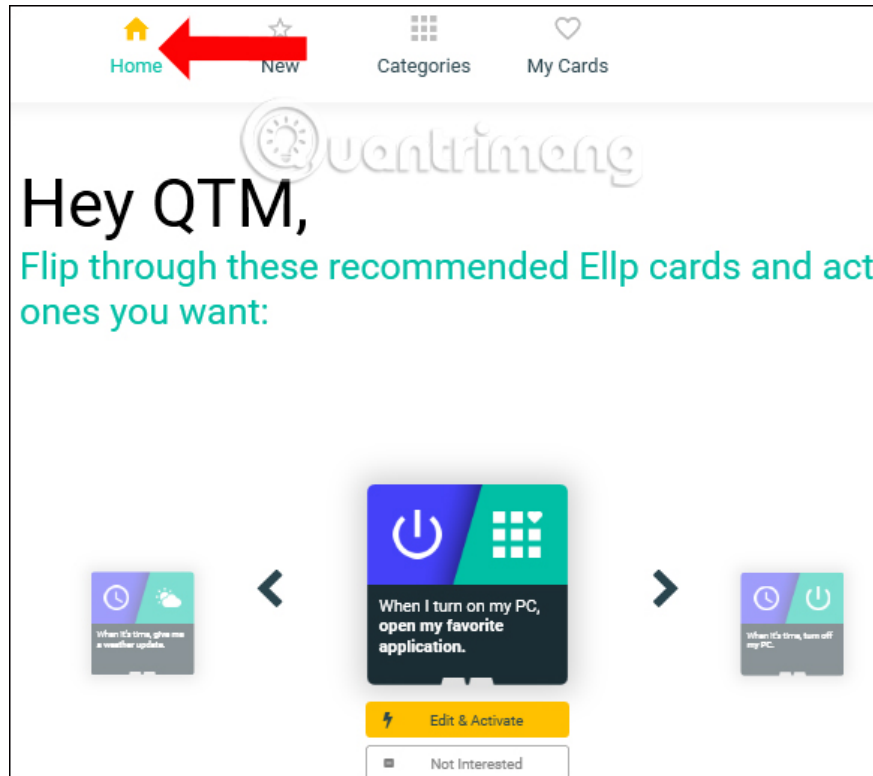 Home New Categories My Cards
Quantrimang
Hey QTM,
Flip through these recommended Ellp cards and act
ones you want:
When it's time, give me
a weather update.
When I turn on my PC,
open my favorite
application.
When it's time, turn off
my PC.
Edit & Activate
Not Interested